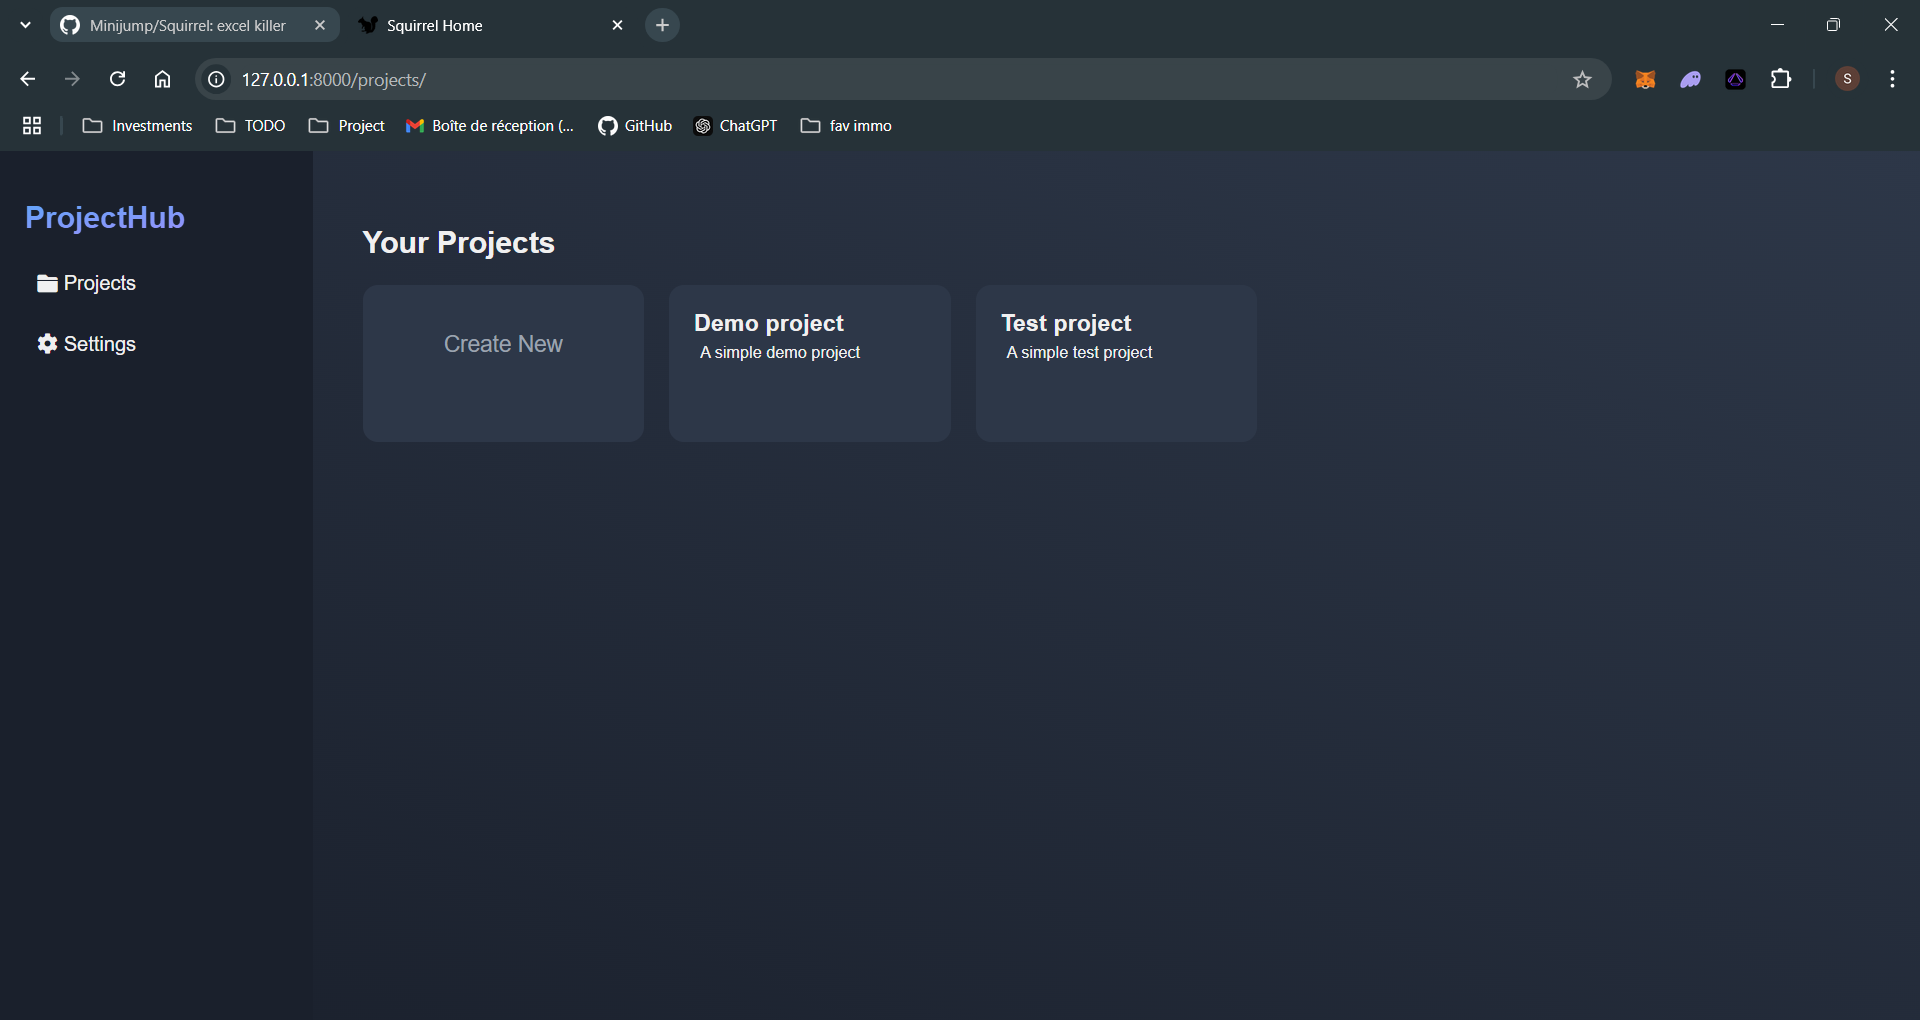 Minijump/Squirrel: excel killer
Squirrel Home
127.0.0.1:8000/projects/
S
Investments
TODO
Project
Boîte de réception (...
GitHub
ChatGPT
fav immo
ProjectHub
Projects
Settings
Your Projects
Create New
Demo project
A simple demo project
Test project
A simple test project